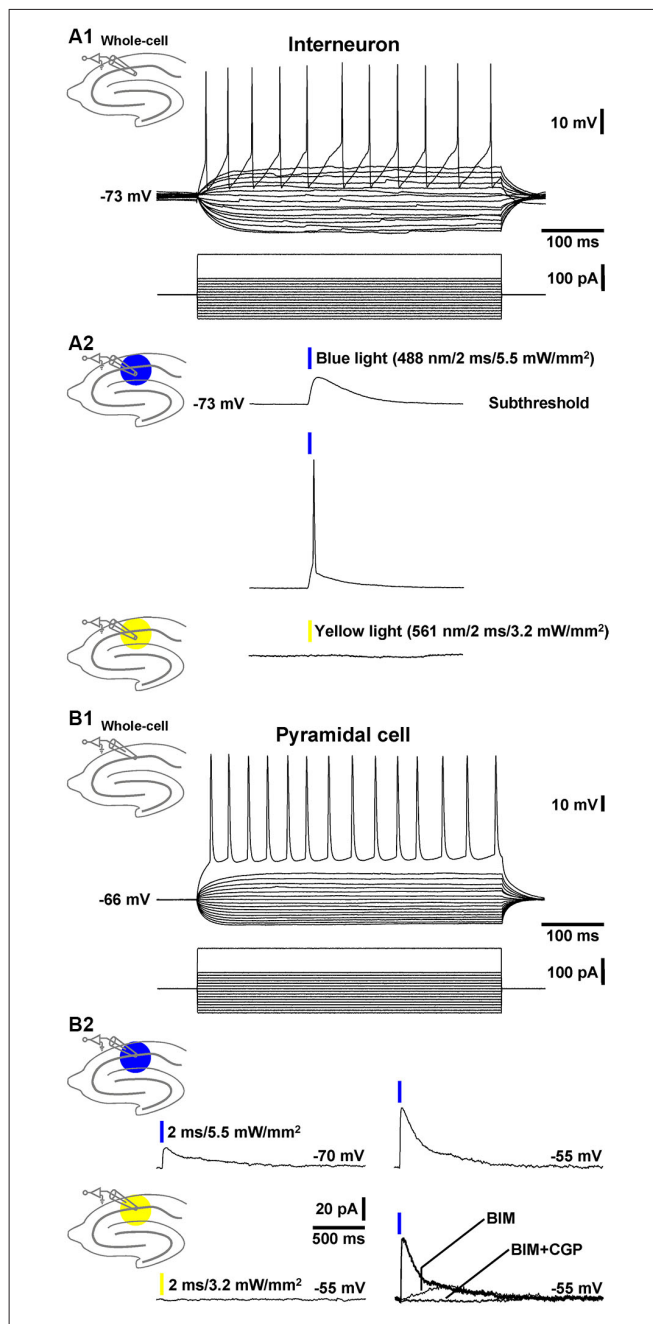 A1 Whole-cell
Interneuron
10 mV
-73 mV
100 ms
100 pA
A2
Blue light (488 nm/2 ms/5.5 mW/mm²)
-73 mV
Subthreshold
Yellow light (561 nm/2 ms/3.2 mW/mm²)
B1 Whole-cell
Pyramidal cell
10 mV
-66 mV
100 ms
100 pA
B2
2 ms/5.5 mW/mm²
-70 mV
-55 mV
20 pA
500 ms
BIM
BIM+CGP
2 ms/3.2 mW/mm²
-55 mV
-55 mV